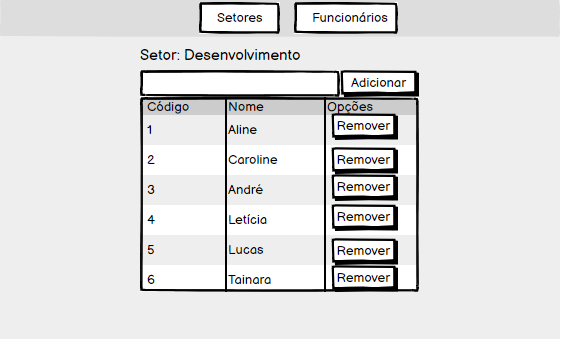 Setores Funcionários
Setor: Desenvolvimento
Adicionar
Código Nome Opções
1 Aline Remover
2 Caroline Remover
3 André Remover
4 Letícia Remover
5 Lucas Remover
6 Tainara Remover